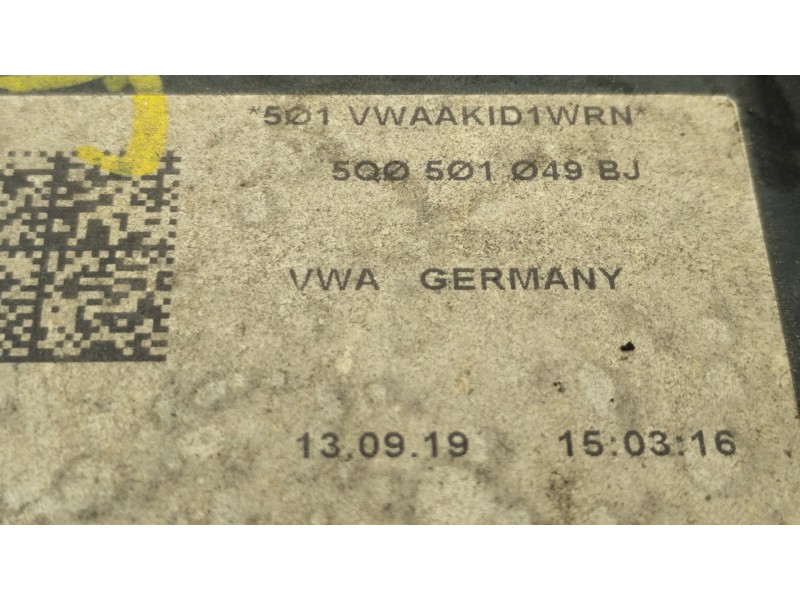 *5Ø1 VWAAKID1WRN*
5QØ 5Ø1 Ø49 BJ
VWA GERMANY
13.09.19 15:03:16